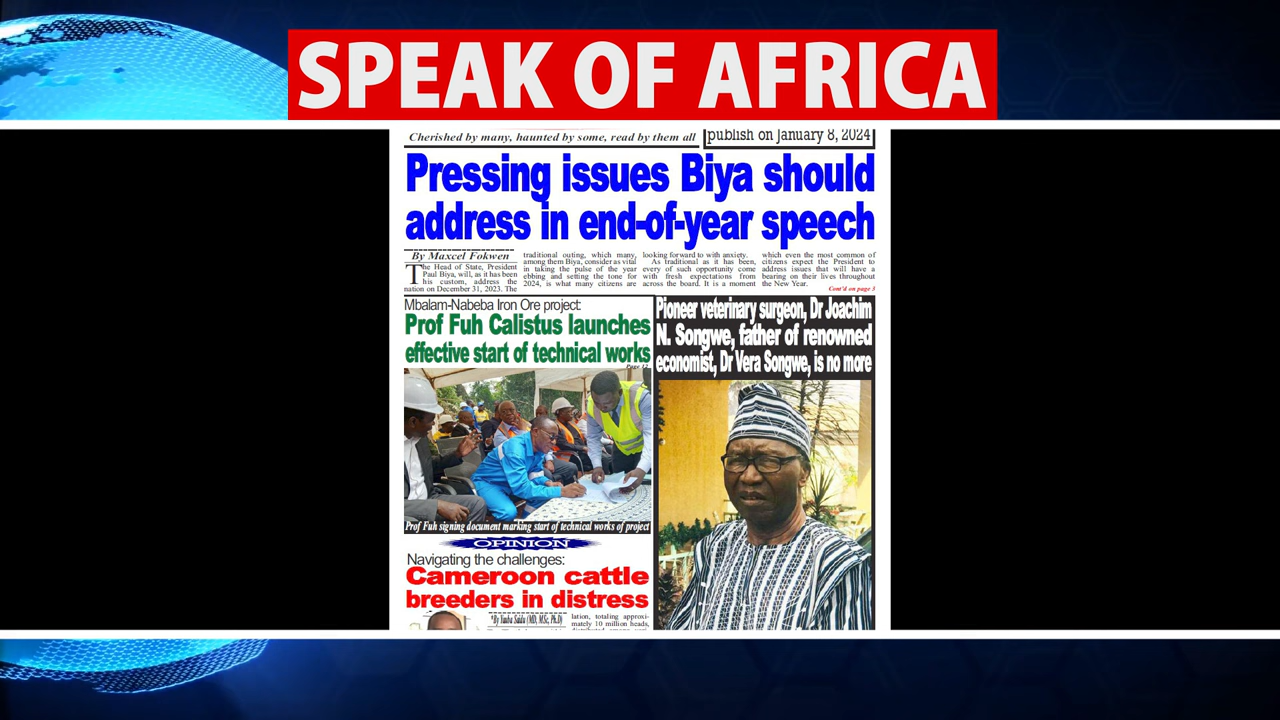 SPEAK OF AFRICA
Cherished by many, haunted by some, read by them all
publish on January 8, 2024
Pressing issues Biya should
address in end-of-year speech
By Maxcel Fokwen
The Head of State, President
Paul Biya, will, as it has been
his custom, address the
nation on December 31, 2023. The
traditional outing, which many,
among them Biya, consider as vital
in taking the pulse of the year
ebbing and setting the tone for
2024, is what many citizens are
looking forward to with anxiety.
As traditional as it has been,
every of such opportunity come
with fresh expectations from
across the board. It is a moment
which even the most common of
citizens expect the President to
address issues that will have a
bearing on their lives throughout
the New Year.
Cont'd on page 3
Mbalam-Nabeba Iron Ore project:
Prof Fuh Calistus launches
effective start of technical works
Prof Fuh signing document marking start of technical works of project
Pioneer veterinary surgeon, Dr Joachim
N. Songwe, father of renowned
economist, Dr Vera Songwe, is no more
OPINION
Navigating the challenges:
Cameroon cattle
breeders in distress
lation, totaling approxi-
mately 10 million heads,